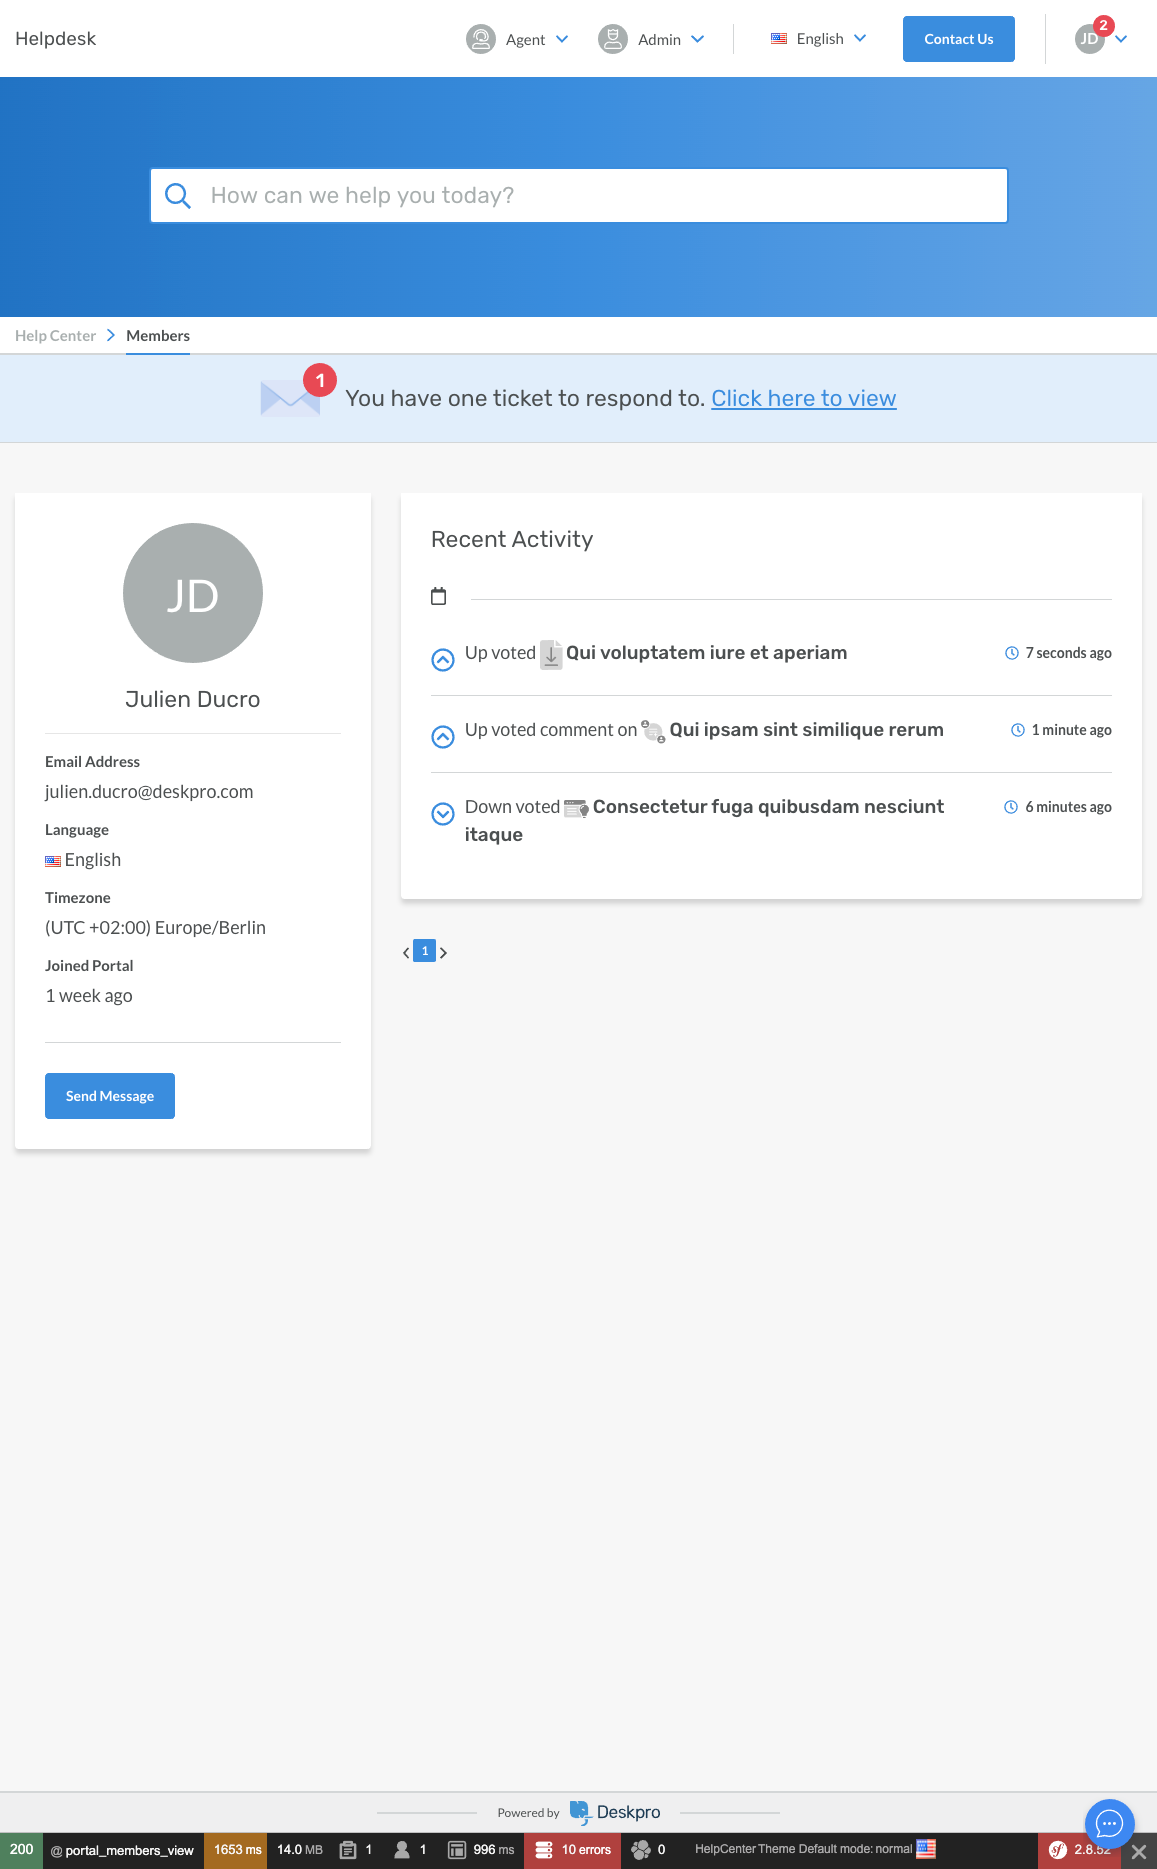 Helpdesk
Agent
Admin
English
Contact Us
JD
2
How can we help you today?
Help Center
Members
1
You have one ticket to respond to. Click here to view
JD
Julien Ducro
Email Address
julien.ducro@deskpro.com
Language
English
Timezone
(UTC +02:00) Europe/Berlin
Joined Portal
1 week ago
Send Message
Recent Activity
Up voted Qui voluptatem iure et aperiam
7 seconds ago
Up voted comment on Qui ipsam sint similique rerum
1 minute ago
Down voted Consectetur fuga quibusdam nesciunt
itaque
6 minutes ago
1
Powered by Deskpro
200 @ portal_members_view 1653 ms 14.0 MB 1 1 996 ms 10 errors 0 HelpCenter Theme Default mode: normal sf 2.8.52